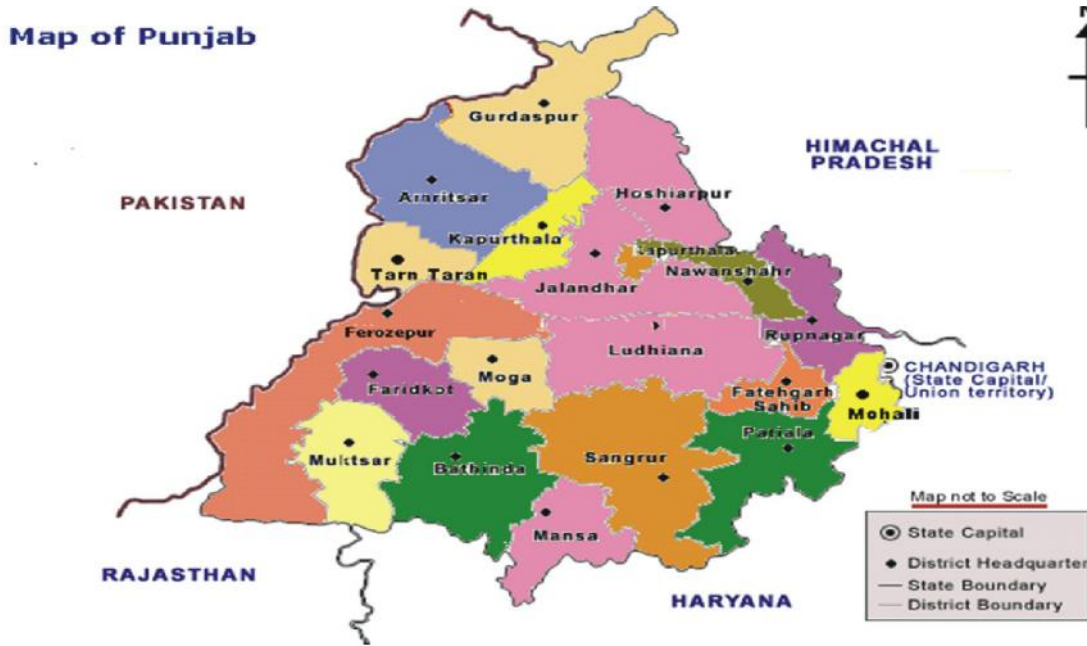 Map of Punjab
N
Gurdaspur
HIMACHAL
PRADESH
PAKISTAN
Amritsar
Hoshiarpur
Kapurthala
Kapurthala
Tarn Taran
Nawanshahr
Jalandhar
Ferozepur
Rupnagar
Ludhiana
CHANDIGARH
(State Capital/
Union territory)
Moga
Faridkot
Fatehgarh
Sahib
Mohali
Patiala
Muktsar
Bathinda
Sangrur
Map not to Scale
Mansa
State Capital
District Headquarter
State Boundary
District Boundary
RAJASTHAN
HARYANA